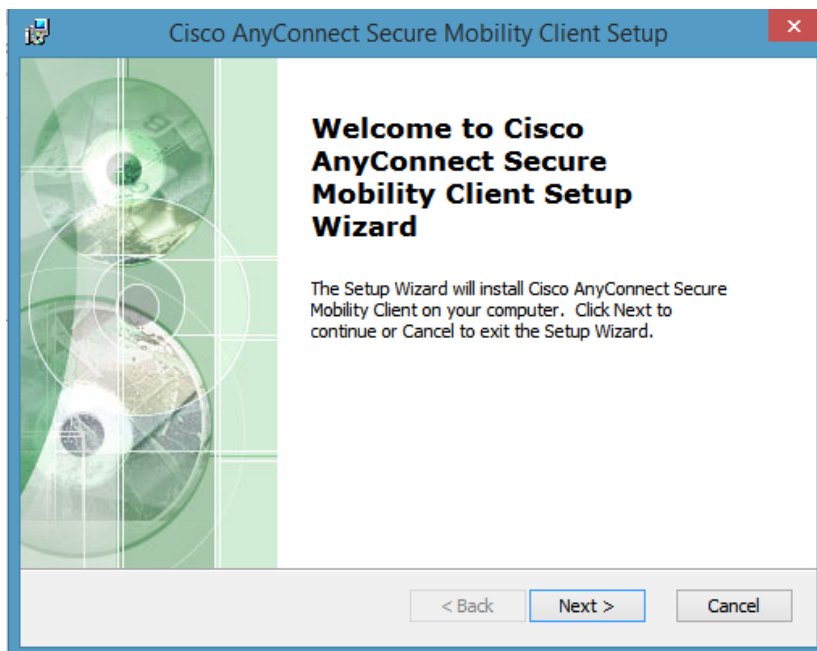 Cisco AnyConnect Secure Mobility Client Setup
Welcome to Cisco
AnyConnect Secure
Mobility Client Setup
Wizard
The Setup Wizard will install Cisco AnyConnect Secure
Mobility Client on your computer.  Click Next to
continue or Cancel to exit the Setup Wizard.
< Back
Next >
Cancel